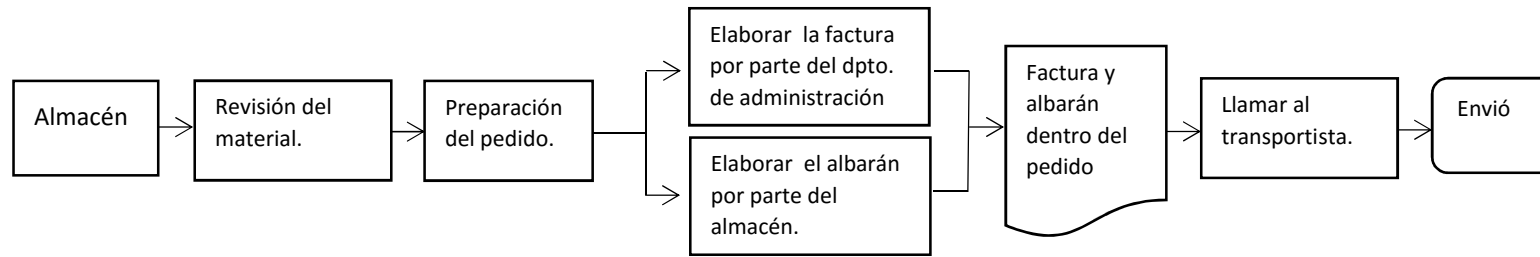 Almacén
Revisión del
material.
Preparación
del pedido.
Elaborar la factura
por parte del dpto.
de administración
Elaborar el albarán
por parte del
almacén.
Factura y
albarán
dentro del
pedido
Llamar al
transportista.
Envió